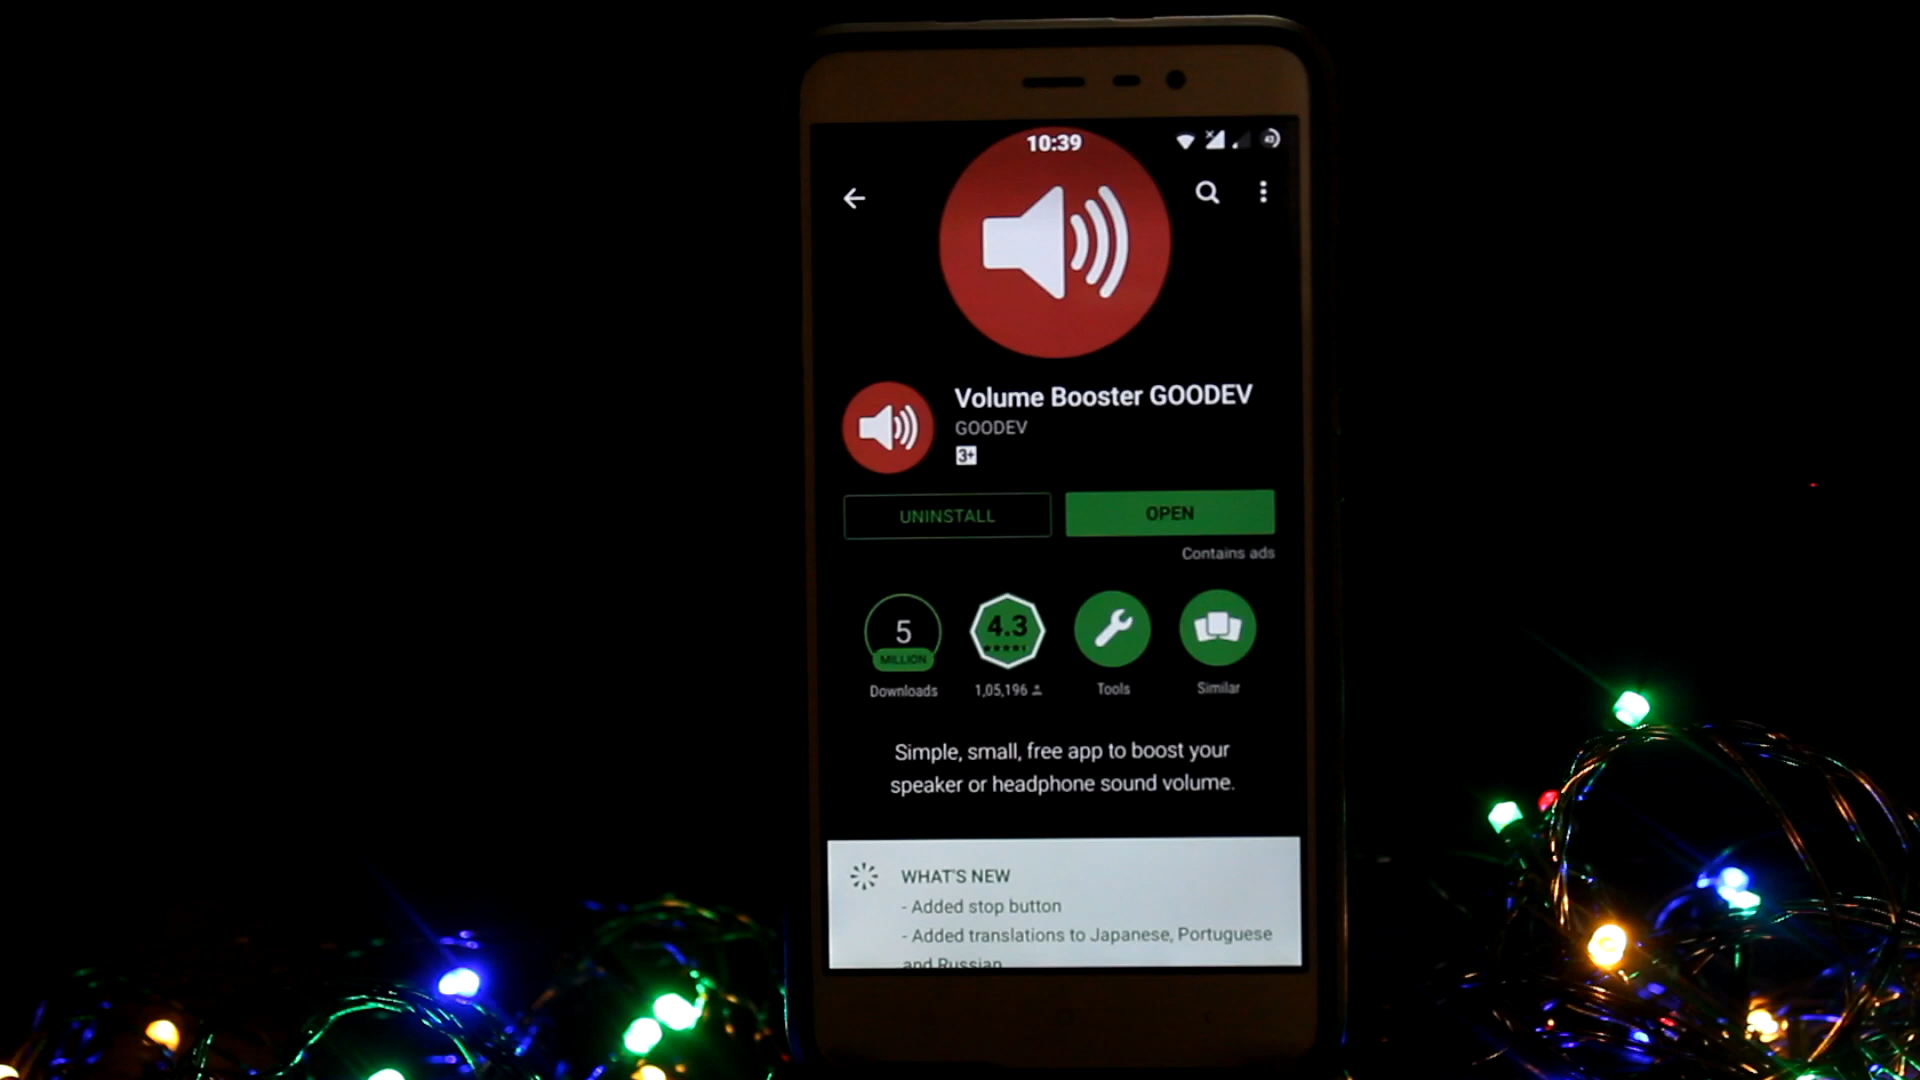 10:39
Volume Booster GOODEV
GOODEV
3+
UNINSTALL
OPEN
Contains ads
5
MILLION
Downloads
4.3
1,05,196
Tools
Similar
Simple, small, free app to boost your
speaker or headphone sound volume.
WHAT'S NEW
- Added stop button
- Added translations to Japanese, Portuguese
and Russian